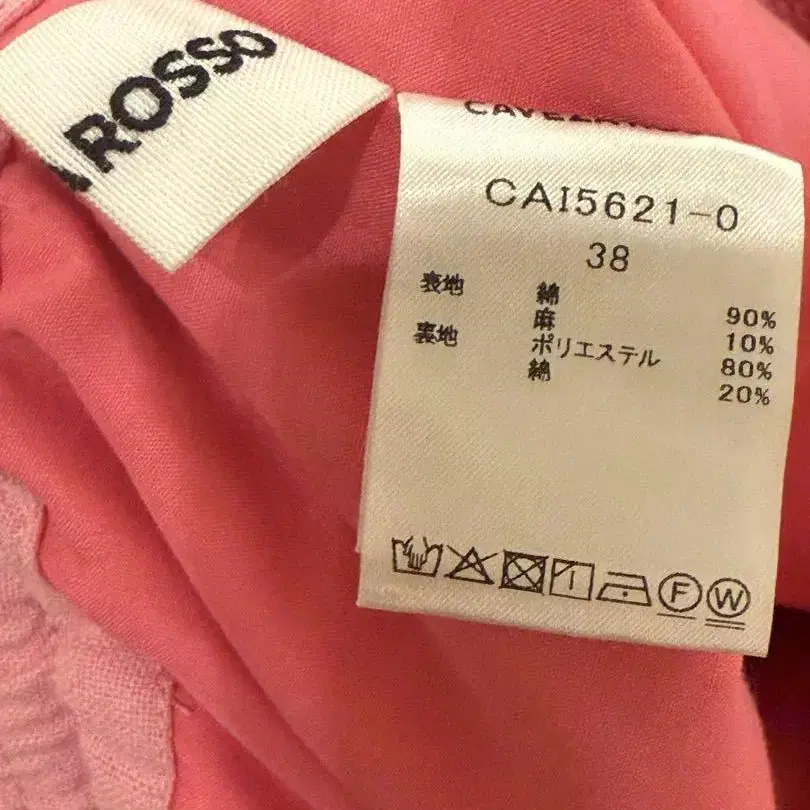 ROSSO
CAI5621-0
38
表地 綿 90%
麻 10%
裏地 ポリエステル 80%
綿 20%
F W